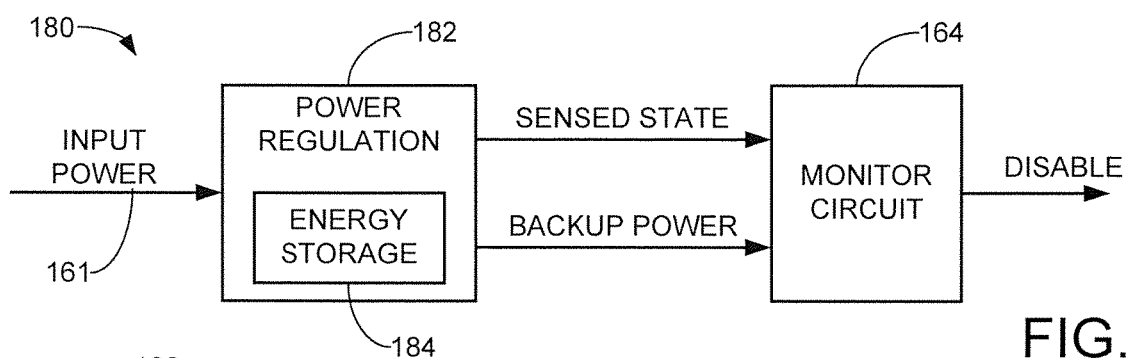 180
182
164
POWER
REGULATION
SENSED STATE
INPUT
POWER
MONITOR
CIRCUIT
DISABLE
ENERGY
STORAGE
BACKUP POWER
161
184
FIG.